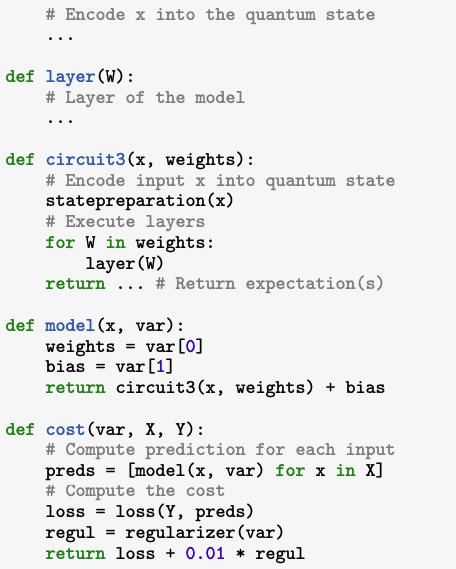 # Encode x into the quantum state
...
def layer(W):
# Layer of the model
...
def circuit3(x, weights):
# Encode input x into quantum state
statepreparation(x)
# Execute layers
for W in weights:
layer(W)
return ... # Return expectation(s)
def model(x, var):
weights = var[0]
bias = var[1]
return circuit3(x, weights) + bias
def cost(var, X, Y):
# Compute prediction for each input
preds = [model(x, var) for x in X]
# Compute the cost
loss = loss(Y, preds)
regul = regularizer(var)
return loss + 0.01 * regul